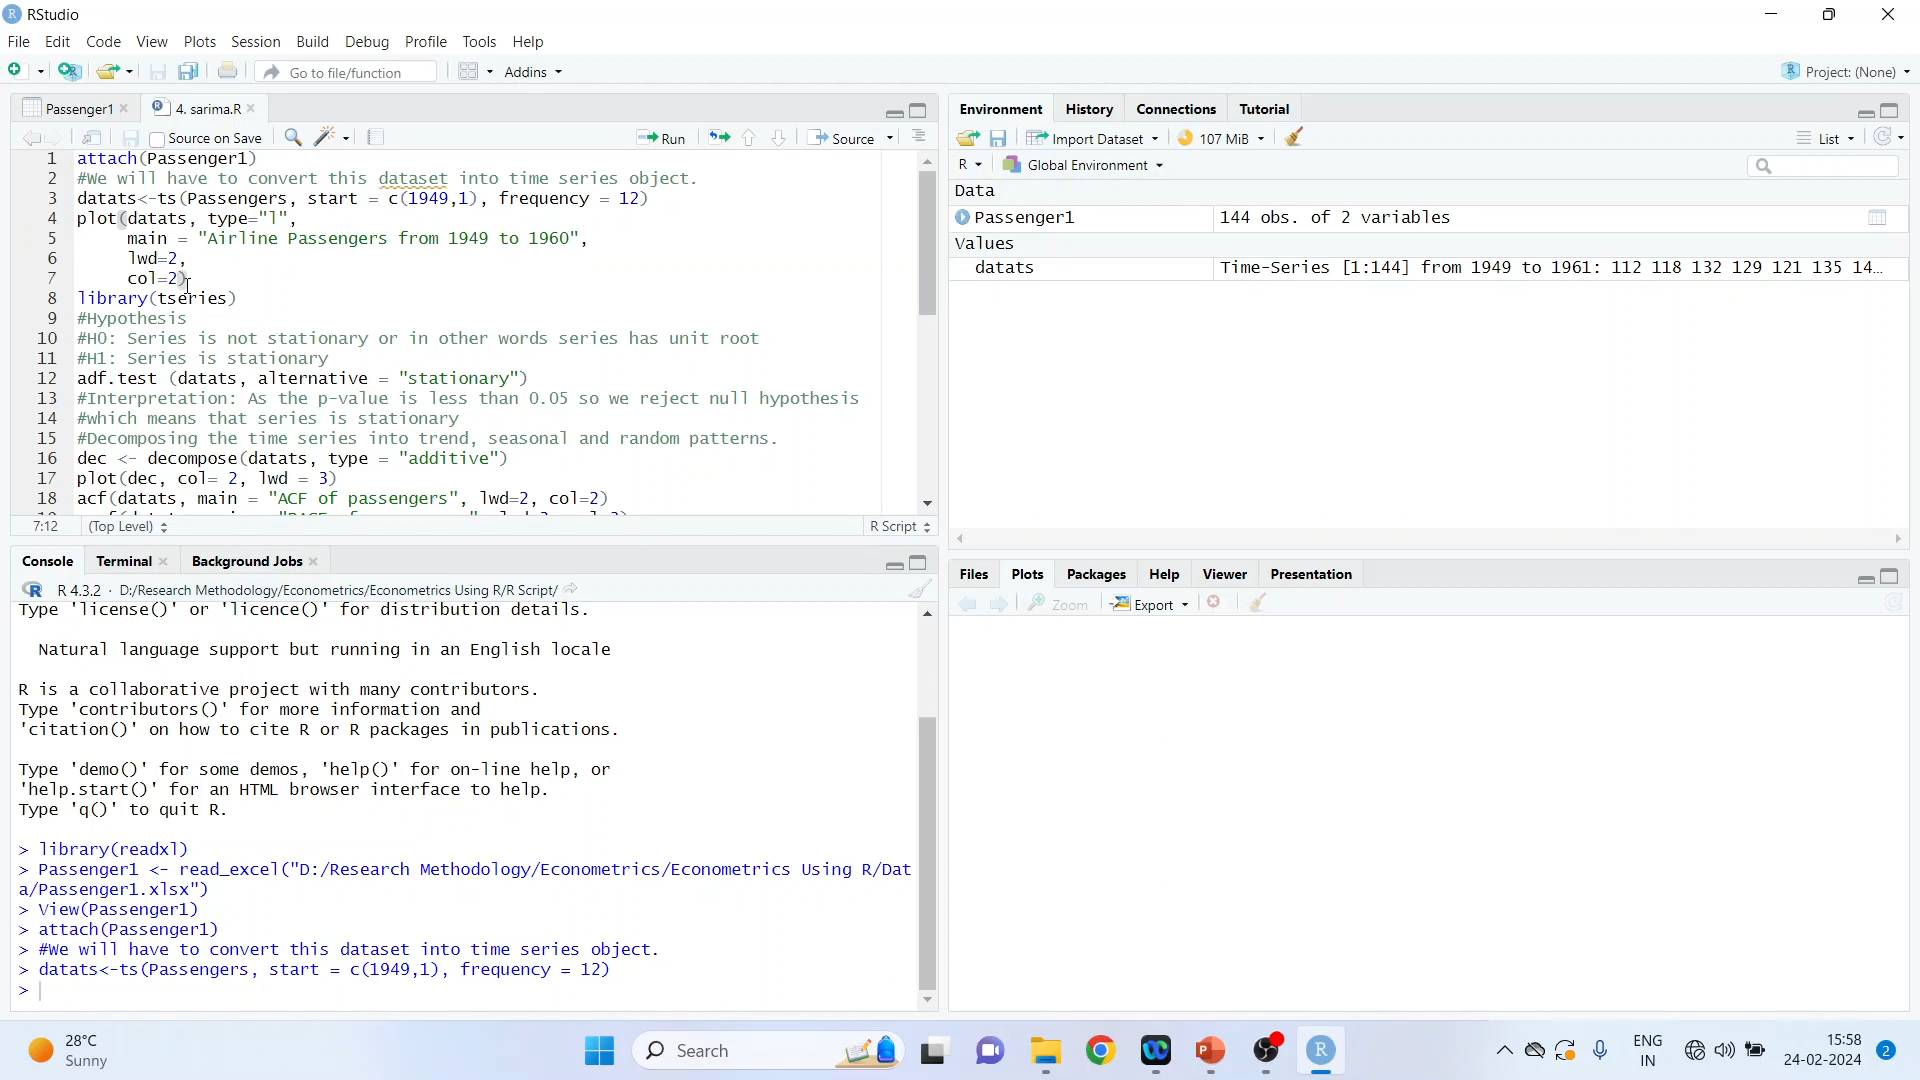 RStudio
File Edit Code View Plots Session Build Debug Profile Tools Help
Go to file/function Addins Project: (None)
Passenger1 4. sarima.R
Source on Save Run Source
1 attach(Passenger1)
2 #We will have to convert this dataset into time series object.
3 datats<-ts(Passengers, start = c(1949,1), frequency = 12)
4 plot(datats, type="l",
5 main = "Airline Passengers from 1949 to 1960",
6 lwd=2,
7 col=2)
8 library(tseries)
9 #Hypothesis
10 #H0: Series is not stationary or in other words series has unit root
11 #H1: Series is stationary
12 adf.test (datats, alternative = "stationary")
13 #Interpretation: As the p-value is less than 0.05 so we reject null hypothesis
14 #which means that series is stationary
15 #Decomposing the time series into trend, seasonal and random patterns.
16 dec <- decompose(datats, type = "additive")
17 plot(dec, col= 2, lwd = 3)
18 acf(datats, main = "ACF of passengers", lwd=2, col=2)
7:12 (Top Level) R Script
Console Terminal Background Jobs
R 4.3.2 · D:/Research Methodology/Econometrics/Econometrics Using R/R Script/
Type 'license()' or 'licence()' for distribution details.
Natural language support but running in an English locale
R is a collaborative project with many contributors.
Type 'contributors()' for more information and
'citation()' on how to cite R or R packages in publications.
Type 'demo()' for some demos, 'help()' for on-line help, or
'help.start()' for an HTML browser interface to help.
Type 'q()' to quit R.
> library(readxl)
> Passenger1 <- read_excel("D:/Research Methodology/Econometrics/Econometrics Using R/Dat
a/Passenger1.xlsx")
> View(Passenger1)
> attach(Passenger1)
> #We will have to convert this dataset into time series object.
> datats<-ts(Passengers, start = c(1949,1), frequency = 12)
>
Environment History Connections Tutorial
Import Dataset 107 MiB List
R Global Environment
Data
Passenger1 144 obs. of 2 variables
Values
datats Time-Series [1:144] from 1949 to 1961: 112 118 132 129 121 135 14...
Files Plots Packages Help Viewer Presentation
Zoom Export
28°C
Sunny
Search
ENG
IN
15:58
24-02-2024
2